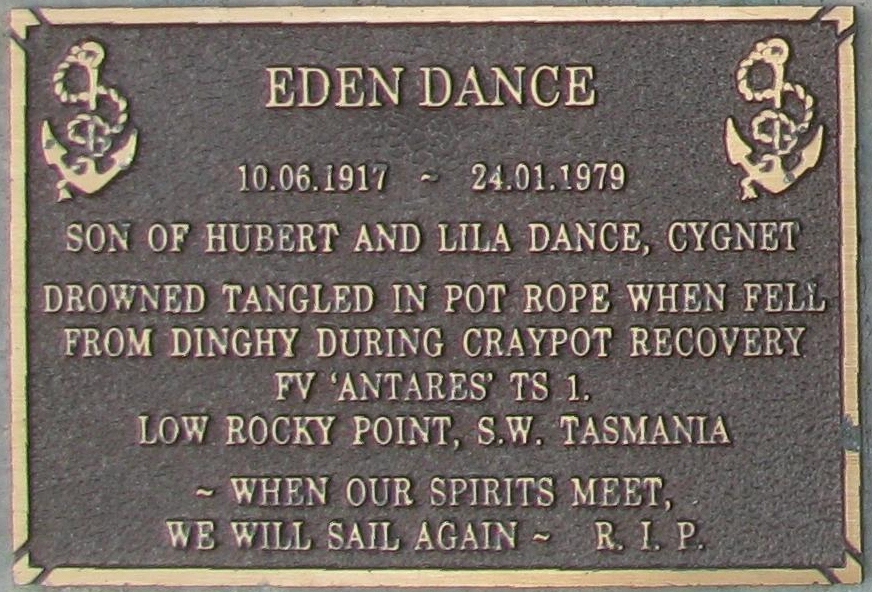 EDEN DANCE
10.06.1917 ~ 24.01.1979
SON OF HUBERT AND LILA DANCE, CYGNET
DROWNED TANGLED IN POT ROPE WHEN FELL
FROM DINGHY DURING CRAYPOT RECOVERY
FV 'ANTARES' TS 1.
LOW ROCKY POINT, S.W. TASMANIA
~ WHEN OUR SPIRITS MEET,
WE WILL SAIL AGAIN ~ R. I. P.